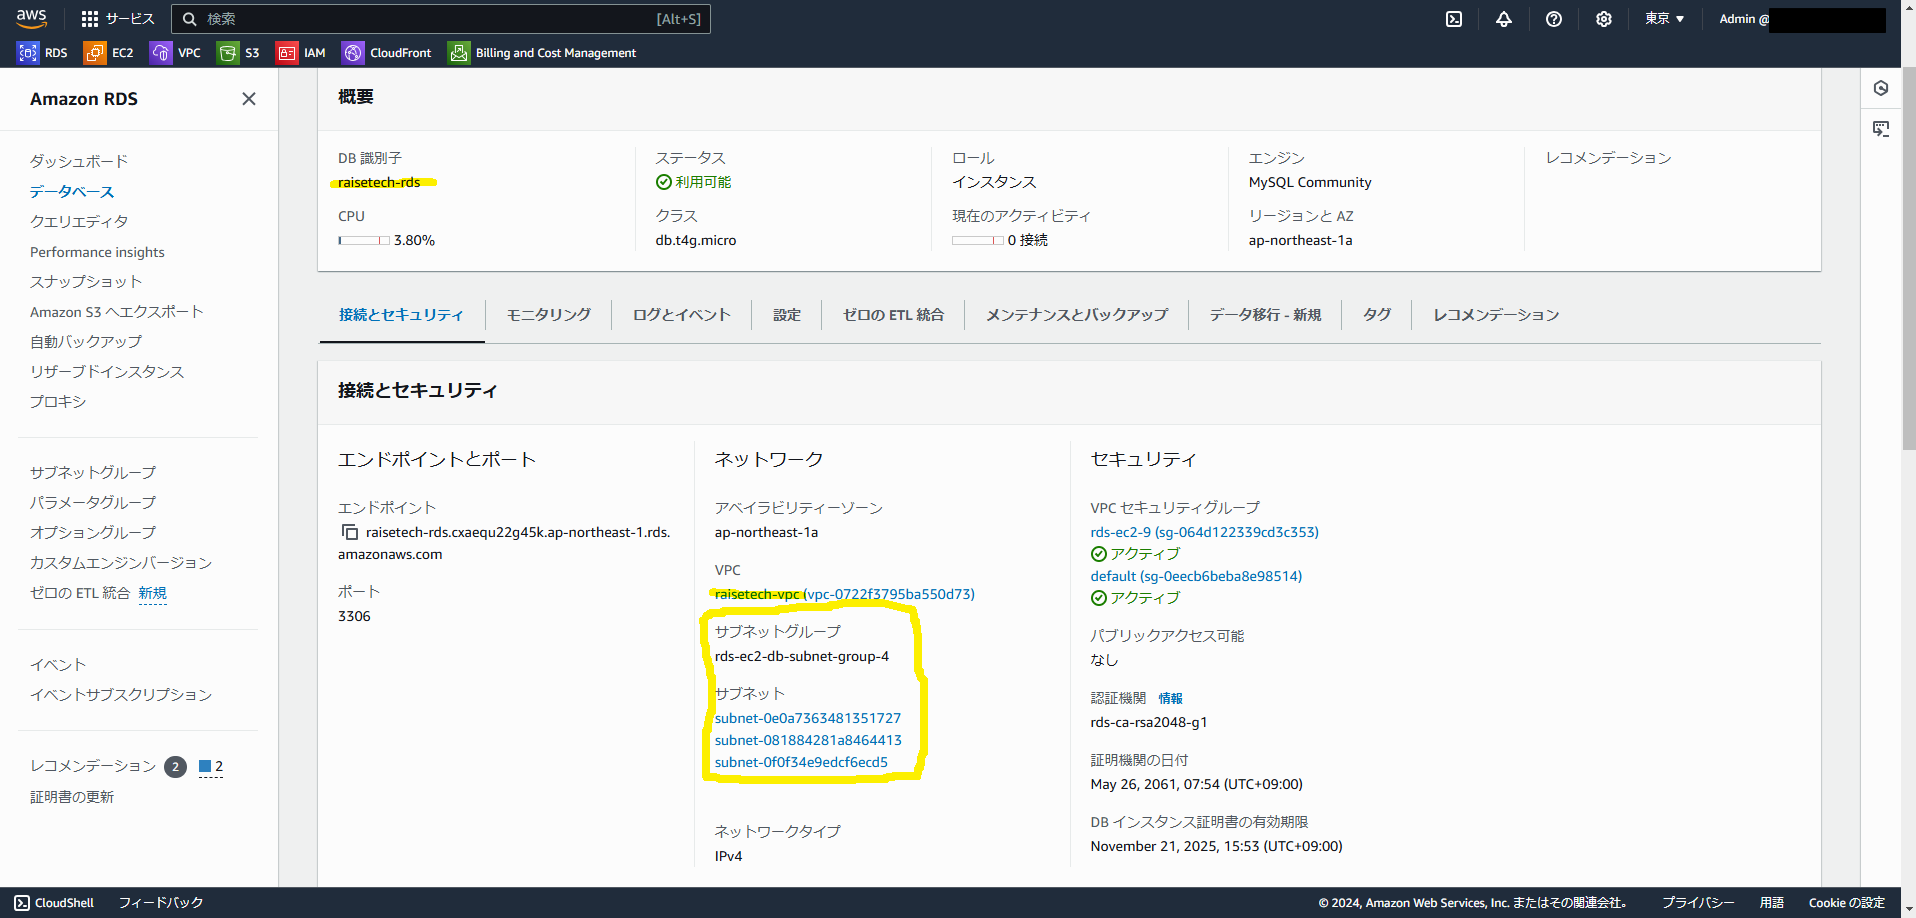 aws
サービス
検索
[Alt+S]
東京
Admin @
RDS
EC2
VPC
S3
IAM
CloudFront
Billing and Cost Management
Amazon RDS
ダッシュボード
データベース
クエリエディタ
Performance insights
スナップショット
Amazon S3 へエクスポート
自動バックアップ
リザーブドインスタンス
プロキシ
サブネットグループ
パラメータグループ
オプショングループ
カスタムエンジンバージョン
ゼロの ETL 統合 新規
イベント
イベントサブスクリプション
レコメンデーション 2 2
証明書の更新
概要
DB 識別子
raisetech-rds
ステータス
利用可能
ロール
インスタンス
エンジン
MySQL Community
レコメンデーション
CPU
3.80%
クラス
db.t4g.micro
現在のアクティビティ
0 接続
リージョンと AZ
ap-northeast-1a
接続とセキュリティ
モニタリング
ログとイベント
設定
ゼロの ETL 統合
メンテナンスとバックアップ
データ移行 - 新規
タグ
レコメンデーション
接続とセキュリティ
エンドポイントとポート
エンドポイント
raisetech-rds.cxaequ22g45k.ap-northeast-1.rds.
amazonaws.com
ポート
3306
ネットワーク
アベイラビリティーゾーン
ap-northeast-1a
VPC
raisetech-vpc (vpc-0722f3795ba550d73)
サブネットグループ
rds-ec2-db-subnet-group-4
サブネット
subnet-0e0a7363481351727
subnet-081884281a8464413
subnet-0f0f34e9edcf6ecd5
ネットワークタイプ
IPv4
セキュリティ
VPC セキュリティグループ
rds-ec2-9 (sg-064d122339cd3c353)
アクティブ
default (sg-0eecb6beba8e98514)
アクティブ
パブリックアクセス可能
なし
認証機関 情報
rds-ca-rsa2048-g1
証明機関の日付
May 26, 2061, 07:54 (UTC+09:00)
DB インスタンス証明書の有効期限
November 21, 2025, 15:53 (UTC+09:00)
CloudShell
フィードバック
© 2024, Amazon Web Services, Inc. またはその関連会社。
プライバシー
用語
Cookie の設定